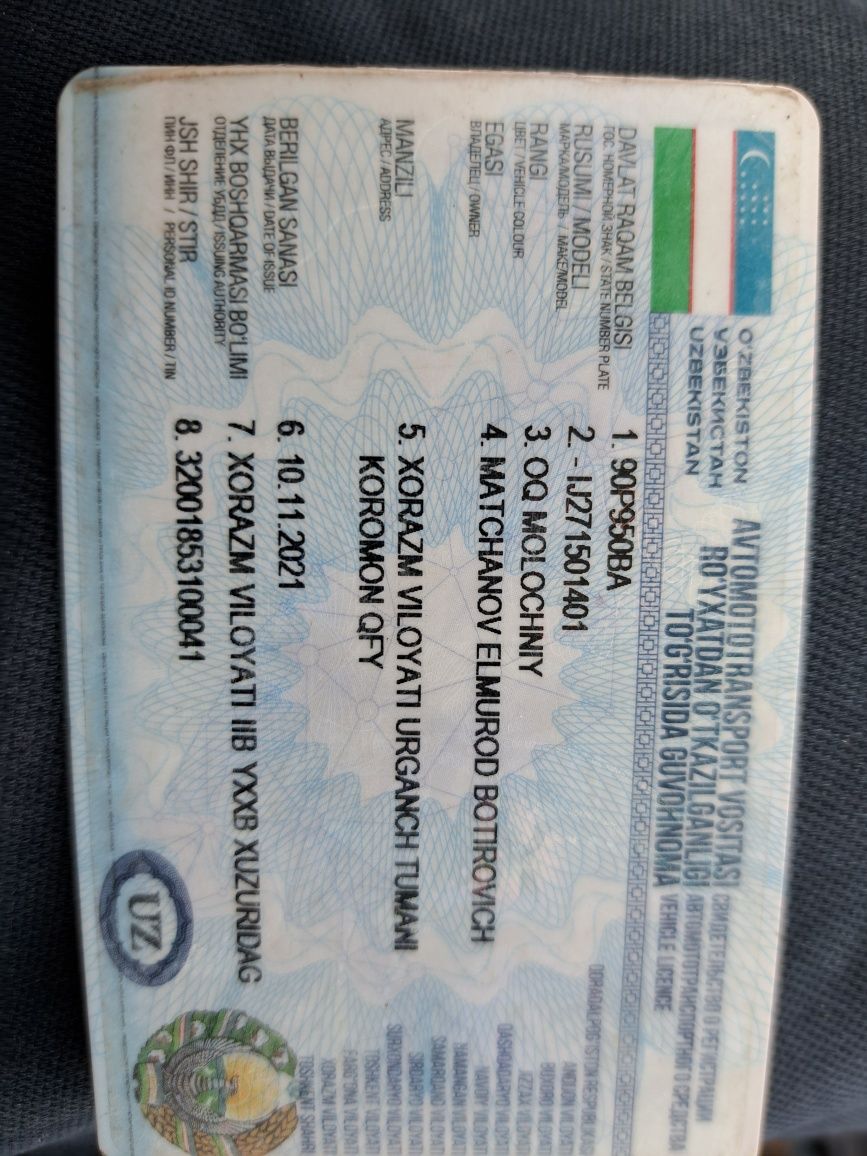 O'ZBEKISTON
УЗБЕКИСТАН
UZBEKISTAN
AVTOMOTOTRANSPORT VOSITASI
RO'YXATDAN O'TKAZILGANLIGI
TO'G'RISIDA GUVOHNOMA
СВИДЕТЕЛЬСТВО О РЕГИСТРАЦИИ
АВТОМОТОТРАНСПОРТНОГО СРЕДСТВА
VEHICLE LICENCE
DAVLAT RAQAM BELGISI
ГОС. НОМЕРНОЙ ЗНАК / STATE NUMBER PLATE
1. 90P950BA
RUSUMI / MODELI
МАРКА/МОДЕЛЬ / MAKE/MODEL
2. - IJ271501401
RANGI
ЦВЕТ / VEHICLE COLOUR
3. OQ MOLOCHNIY
EGASI
ВЛАДЕЛЕЦ / OWNER
4. MATCHANOV ELMUROD BOTIROVICH
MANZILI
АДРЕС / ADDRESS
5. XORAZM VILOYATI URGANCH TUMANI
KOROMON QFY
BERILGAN SANASI
ДАТА ВЫДАЧИ / DATE OF ISSUE
6. 10.11.2021
YHX BOSHQARMASI BO'LIMI
ОТДЕЛЕНИЕ УБДД / ISSUING AUTHORITY
7. XORAZM VILOYATI IIB YXXB XUZURIDAG
JSH SHIR / STIR
ПИН ФЛ / ИНН / PERSONAL ID NUMBER / TIN
8. 32001853100041
UZ